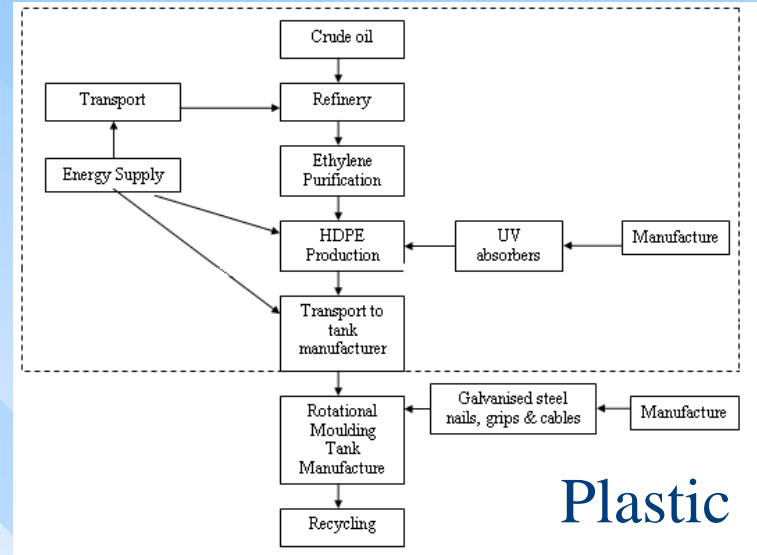 Crude oil
Transport
Refinery
Energy Supply
Ethylene
Purification
HDPE
Production
UV
absorbers
Manufacture
Transport to
tank
manufacturer
Rotational
Moulding
Tank
Manufacture
Galvanised steel
nails, grips & cables
Manufacture
Recycling
Plastic